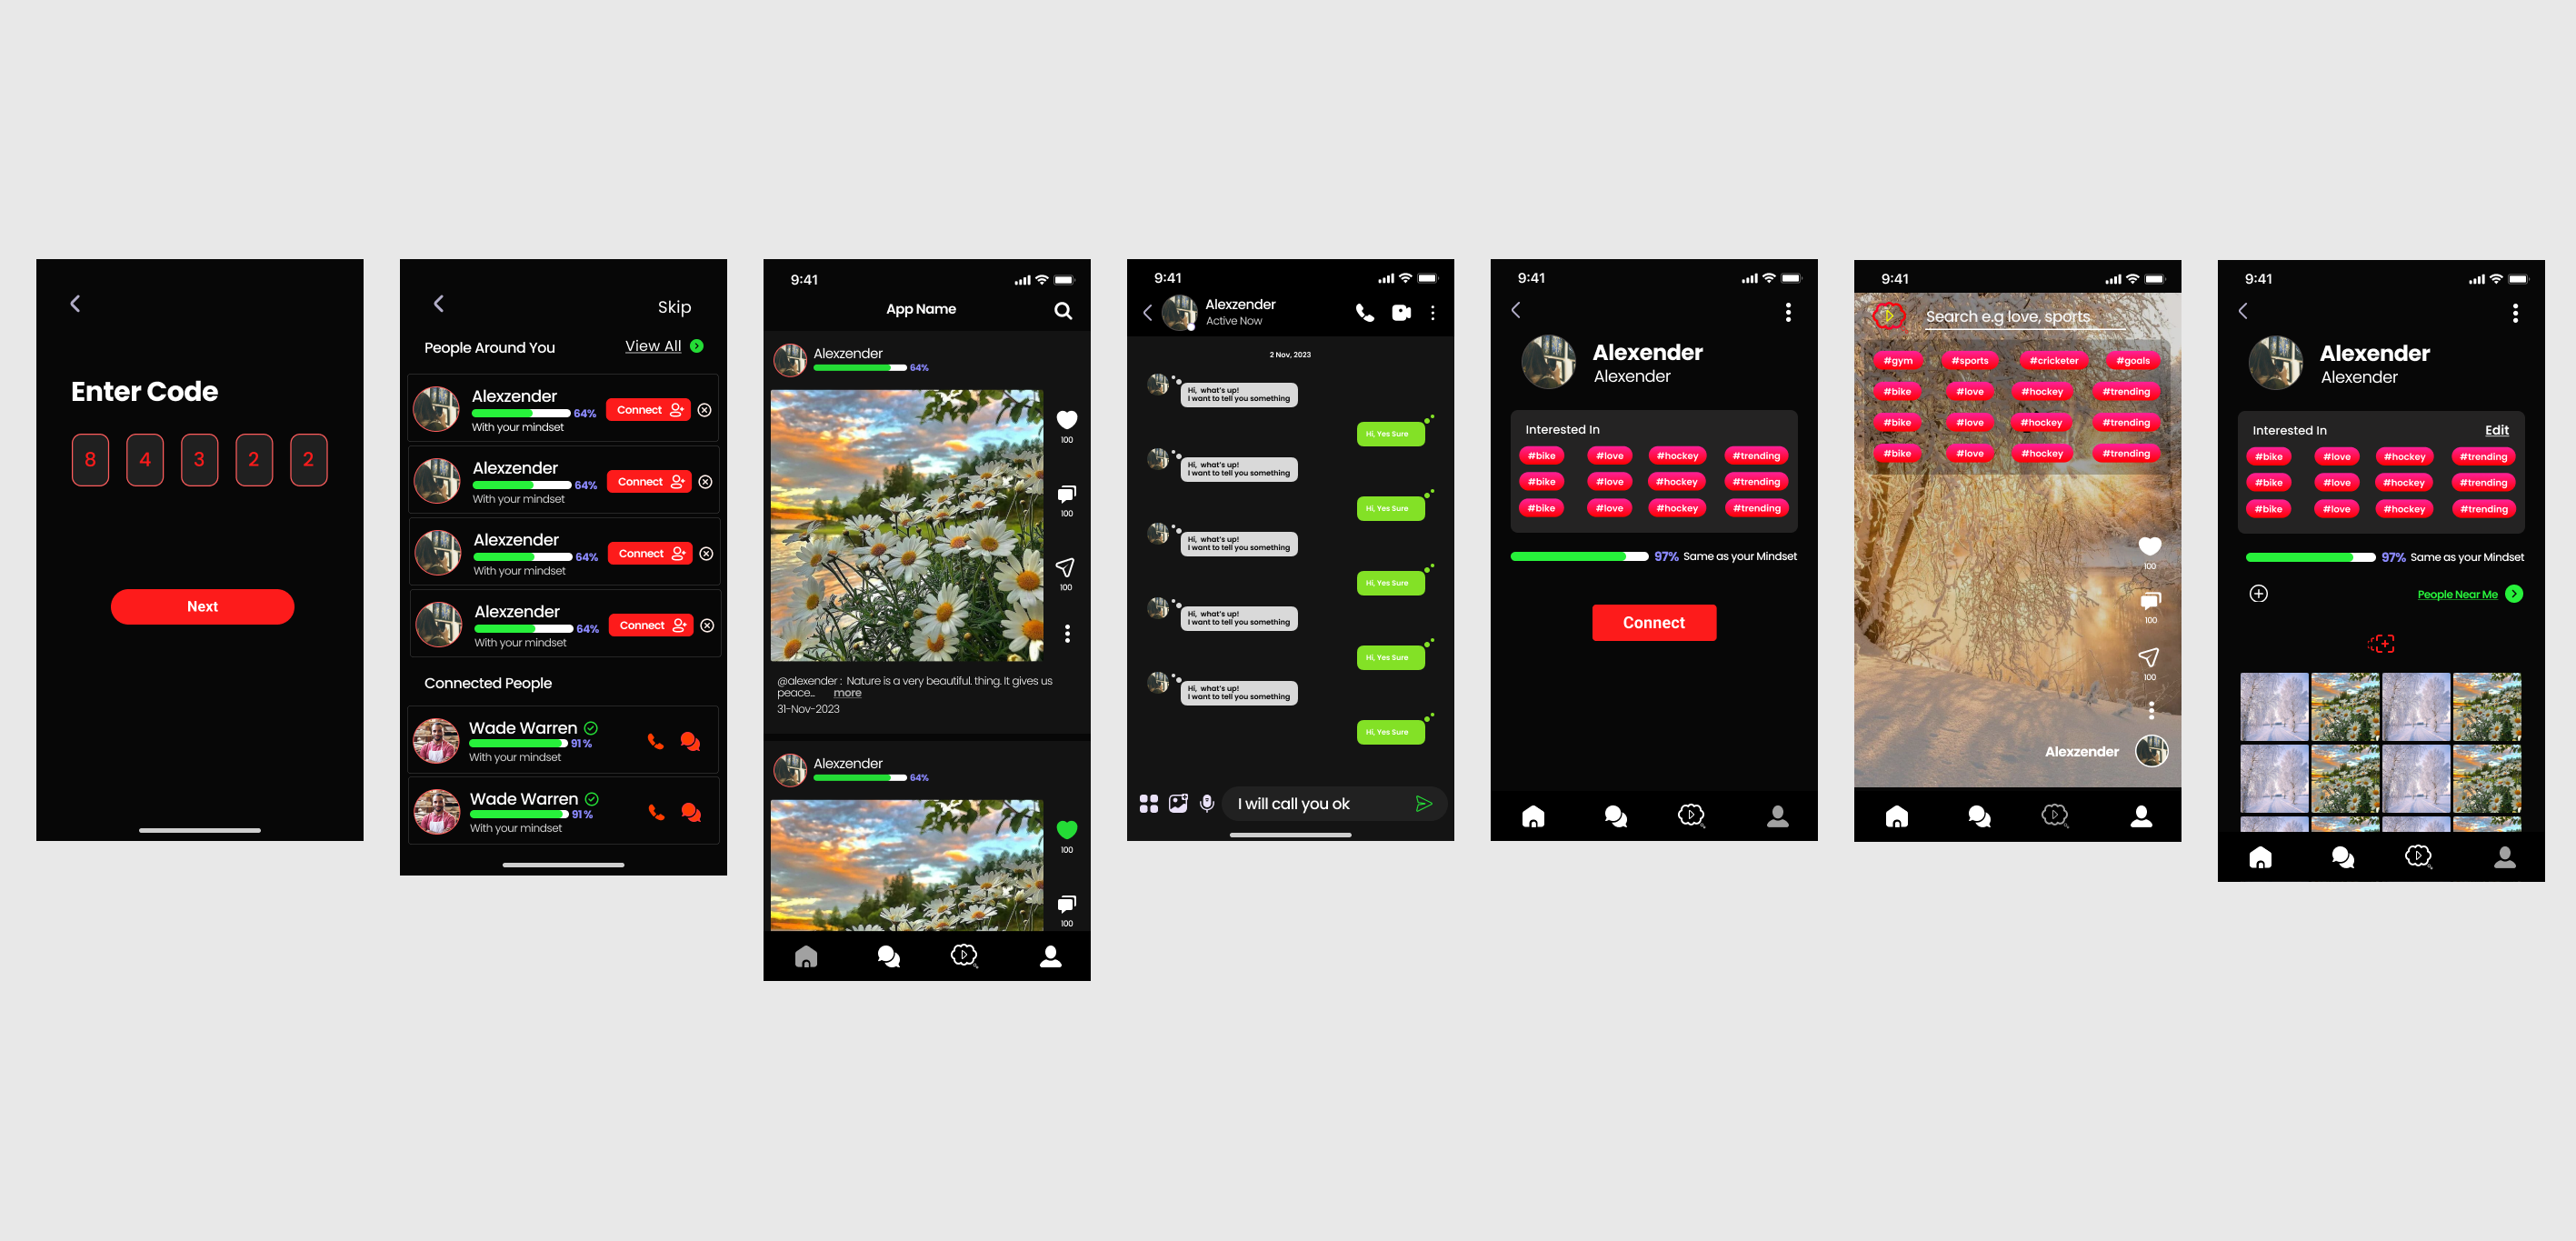 Enter Code
8 4 3 2 2
Next
Skip
People Around You
View All
Alexzender
64%
Connect
With your mindset
Alexzender
64%
Connect
With your mindset
Alexzender
64%
Connect
With your mindset
Alexzender
64%
Connect
With your mindset
Connected People
Wade Warren
91%
With your mindset
Wade Warren
91%
With your mindset
9:41
App Name
Alexzender
64%
100
100
100
@alexender : Nature is a very beautiful. thing. It gives us
peace... more
31-Nov-2023
Alexzender
64%
100
100
9:41
Alexzender
Active Now
2 Nov, 2023
Hi, what's up!
I want to tell you something
Hi, Yes Sure
Hi, what's up!
I want to tell you something
Hi, Yes Sure
Hi, what's up!
I want to tell you something
Hi, Yes Sure
Hi, what's up!
I want to tell you something
Hi, Yes Sure
Hi, what's up!
I want to tell you something
Hi, Yes Sure
I will call you ok
9:41
Alexender
Alexender
Interested In
#bike #love #hockey #trending
#bike #love #hockey #trending
#bike #love #hockey #trending
97% Same as your Mindset
Connect
9:41
Search e.g love, sports
#gym #sports #cricketer #goals
#bike #love #hockey #trending
#bike #love #hockey #trending
#bike #love #hockey #trending
100
100
100
Alexzender
9:41
Alexender
Alexender
Interested In Edit
#bike #love #hockey #trending
#bike #love #hockey #trending
#bike #love #hockey #trending
97% Same as your Mindset
People Near Me